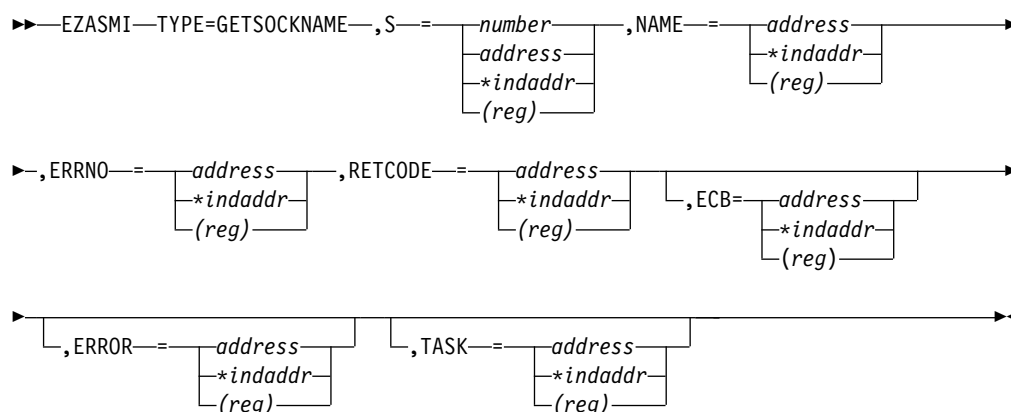 EZASMI TYPE=GETSOCKNAME ,S = number ,NAME = address
address *indaddr
*indaddr (reg)
(reg)
,ERRNO = address ,RETCODE = address ,ECB= address
*indaddr *indaddr *indaddr
(reg) (reg) (reg)
,ERROR = address ,TASK = address
*indaddr *indaddr
(reg) (reg)